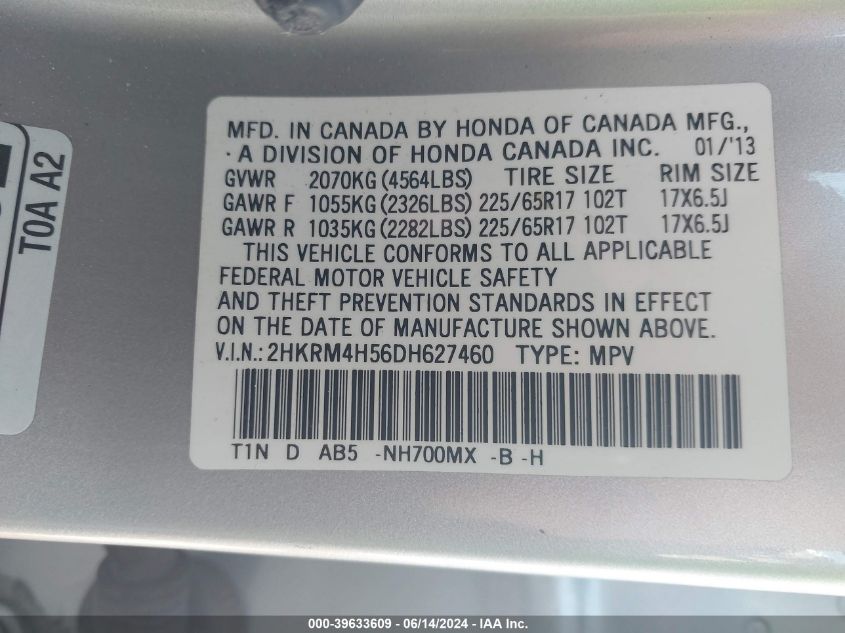 T0A A2
MFD. IN CANADA BY HONDA OF CANADA MFG.,
·A DIVISION OF HONDA CANADA INC. 01/'13
GVWR 2070KG(4564LBS) TIRE SIZE RIM SIZE
GAWR F 1055KG(2326LBS) 225/65R17 102T 17X6.5J
GAWR R 1035KG(2282LBS) 225/65R17 102T 17X6.5J
THIS VEHICLE CONFORMS TO ALL APPLICABLE
FEDERAL MOTOR VEHICLE SAFETY
AND THEFT PREVENTION STANDARDS IN EFFECT
ON THE DATE OF MANUFACTURE SHOWN ABOVE.
V.I.N.: 2HKRM4H56DH627460 TYPE: MPV
T1N D AB5 -NH700MX -B -H
000-39633609 - 06/14/2024 - IAA Inc.